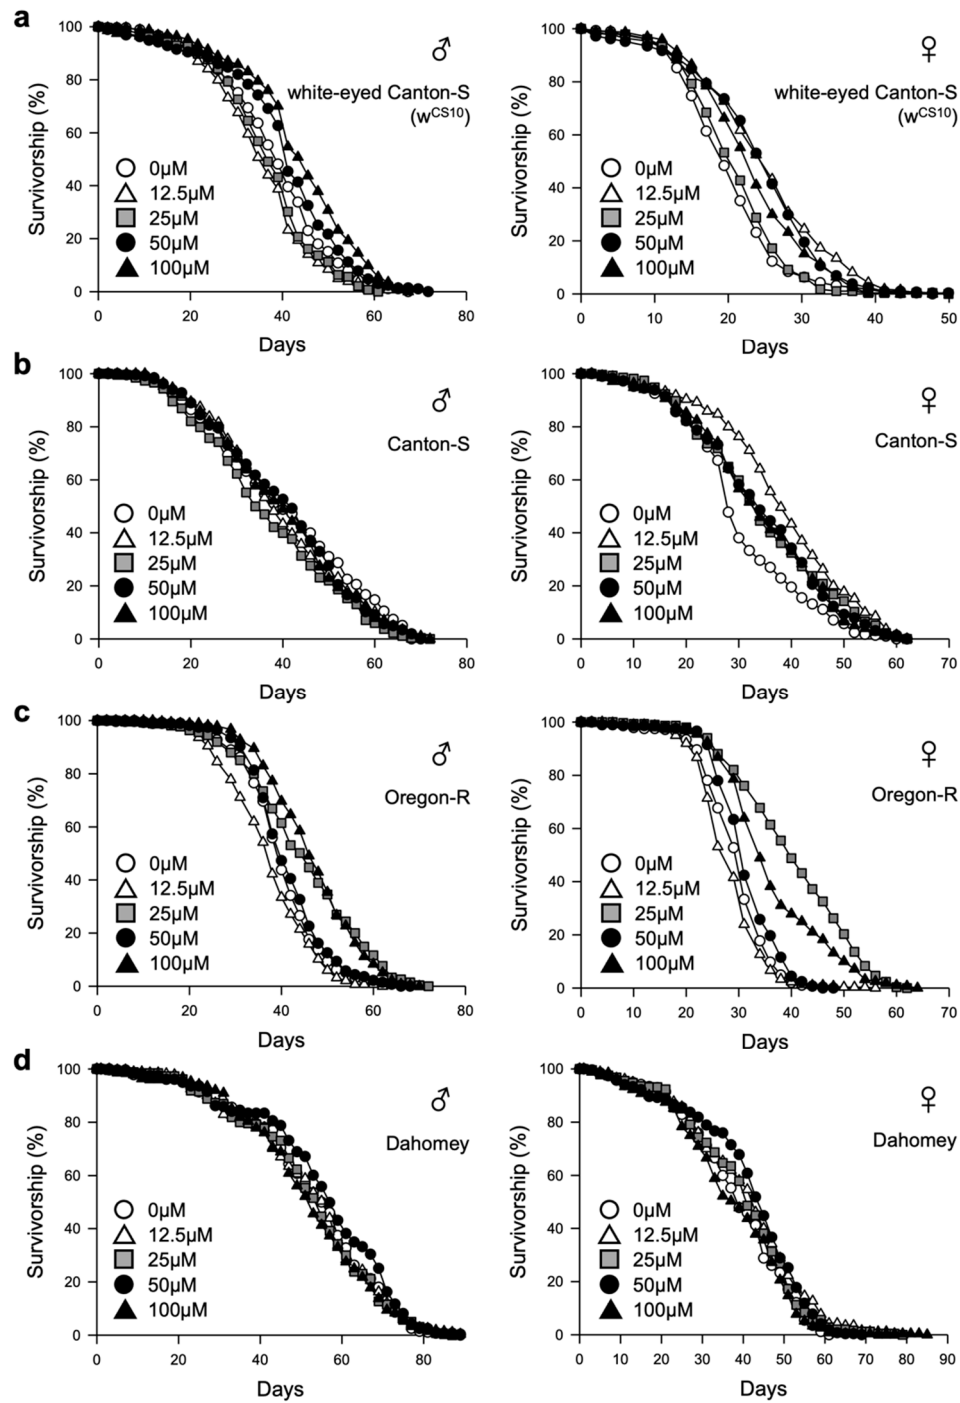 a
Survivorship (%)
100
80
60
40
20
0
0 20 40 60 80
Days
♂
white-eyed Canton-S
(wCS10)
0µM
12.5µM
25µM
50µM
100µM
Survivorship (%)
100
80
60
40
20
0
0 10 20 30 40 50
Days
♀
white-eyed Canton-S
(wCS10)
0µM
12.5µM
25µM
50µM
100µM
b
Survivorship (%)
100
80
60
40
20
0
0 20 40 60 80
Days
♂
Canton-S
0µM
12.5µM
25µM
50µM
100µM
Survivorship (%)
100
80
60
40
20
0
0 10 20 30 40 50 60 70
Days
♀
Canton-S
0µM
12.5µM
25µM
50µM
100µM
c
Survivorship (%)
100
80
60
40
20
0
0 20 40 60 80
Days
♂
Oregon-R
0µM
12.5µM
25µM
50µM
100µM
Survivorship (%)
100
80
60
40
20
0
0 10 20 30 40 50 60 70
Days
♀
Oregon-R
0µM
12.5µM
25µM
50µM
100µM
d
Survivorship (%)
100
80
60
40
20
0
0 20 40 60 80
Days
♂
Dahomey
0µM
12.5µM
25µM
50µM
100µM
Survivorship (%)
100
80
60
40
20
0
0 10 20 30 40 50 60 70 80 90
Days
♀
Dahomey
0µM
12.5µM
25µM
50µM
100µM